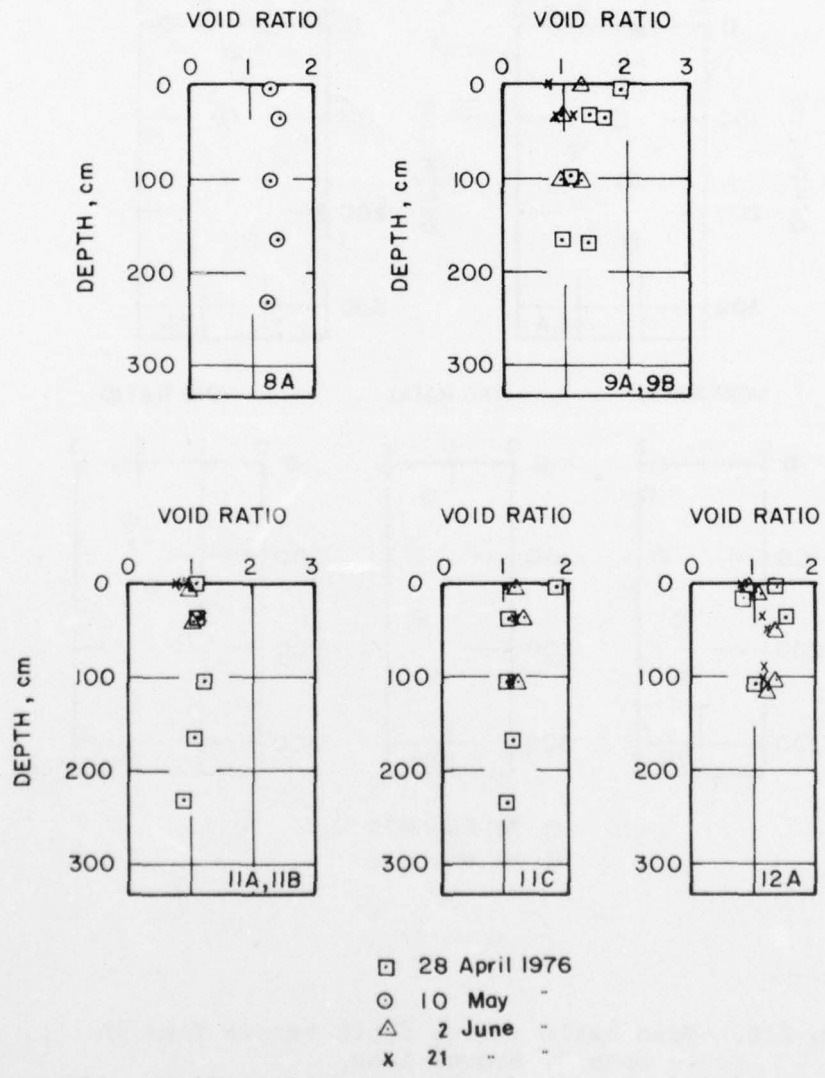 VOID RATIO
0 1 2
0
100
200
300
DEPTH, cm
8A
VOID RATIO
0 1 2 3
0
100
200
300
DEPTH, cm
9A, 9B
VOID RATIO
0 1 2 3
0
100
200
300
DEPTH, cm
11A, 11B
VOID RATIO
0 1 2
0
100
200
300
11C
VOID RATIO
0 1 2
0
100
200
300
12A
28 April 1976
10 May "
2 June "
x 21 " "